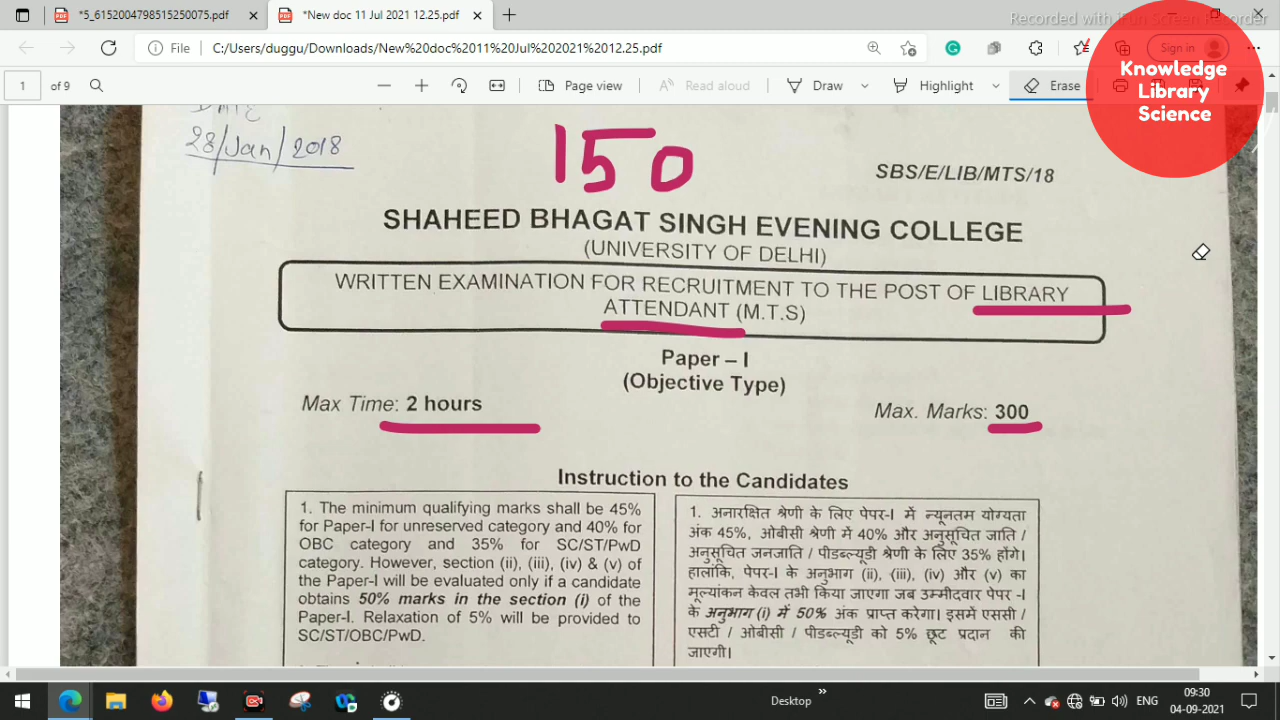 *5_6152004798515250075.pdf
*New doc 11 Jul 2021 12.25.pdf
Recorded with iFun Screen Recorder
File
C:/Users/duggu/Downloads/New%20doc%2011%20Jul%202021%2012.25.pdf
Sign in
1
of 9
Page view
Read aloud
Draw
Highlight
Erase
Knowledge
Library
Science
DATE
28/Jan/2018
150
SBS/E/LIB/MTS/18
SHAHEED BHAGAT SINGH EVENING COLLEGE
(UNIVERSITY OF DELHI)
WRITTEN EXAMINATION FOR RECRUITMENT TO THE POST OF LIBRARY
ATTENDANT (M.T.S)
Paper – I
(Objective Type)
Max Time: 2 hours
Max. Marks: 300
Instruction to the Candidates
1. The minimum qualifying marks shall be 45%
for Paper-I for unreserved category and 40% for
OBC category and 35% for SC/ST/PwD
category. However, section (ii), (iii), (iv) & (v) of
the Paper-I will be evaluated only if a candidate
obtains 50% marks in the section (i) of the
Paper-I. Relaxation of 5% will be provided to
SC/ST/OBC/PwD.
1. अनारक्षित श्रेणी के लिए पेपर-I में न्यूनतम योग्यता
अंक 45%, ओबीसी श्रेणी में 40% और अनुसूचित जाति /
अनुसूचित जनजाति / पीडब्ल्यूडी श्रेणी के लिए 35% होंगे।
हालांकि, पेपर-I के अनुभाग (ii), (iii), (iv) और (v) का
मूल्यांकन केवल तभी किया जाएगा जब उम्मीदवार पेपर -I
के अनुभाग (i) में 50% अंक प्राप्त करेगा। इसमें एससी /
एसटी / ओबीसी / पीडब्ल्यूडी को 5% छूट प्रदान की
जाएगी।
Desktop
ENG
09:30
04-09-2021